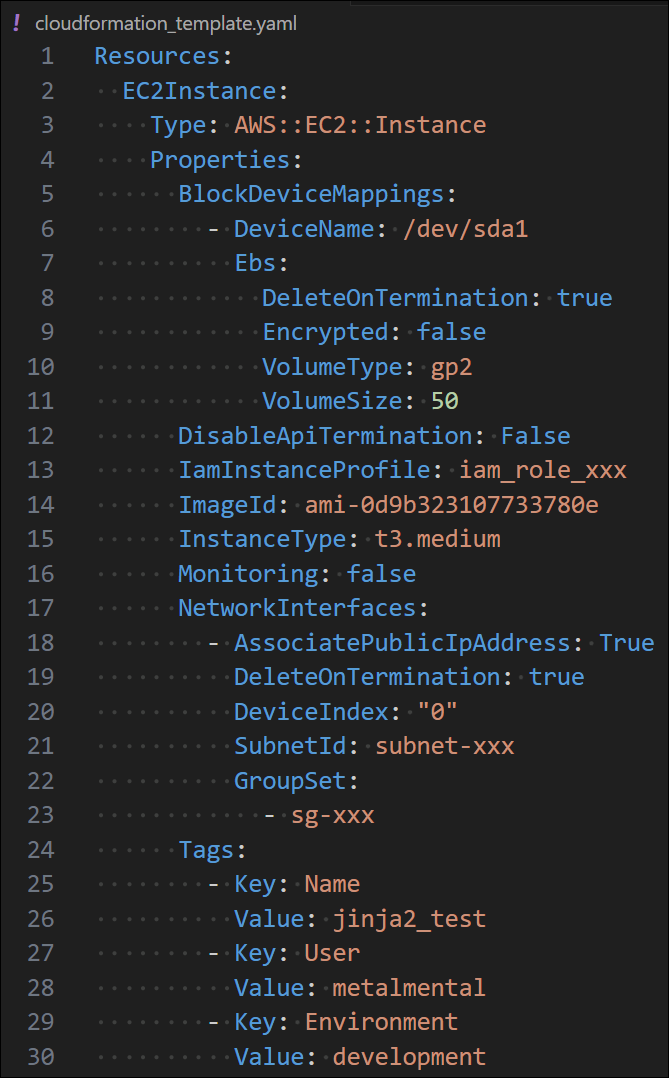 ! cloudformation_template.yaml
1 Resources:
2   EC2Instance:
3     Type: AWS::EC2::Instance
4     Properties:
5       BlockDeviceMappings:
6         - DeviceName: /dev/sda1
7           Ebs:
8             DeleteOnTermination: true
9             Encrypted: false
10             VolumeType: gp2
11             VolumeSize: 50
12       DisableApiTermination: False
13       IamInstanceProfile: iam_role_xxx
14       ImageId: ami-0d9b323107733780e
15       InstanceType: t3.medium
16       Monitoring: false
17       NetworkInterfaces:
18         - AssociatePublicIpAddress: True
19           DeleteOnTermination: true
20           DeviceIndex: "0"
21           SubnetId: subnet-xxx
22           GroupSet:
23             - sg-xxx
24       Tags:
25         - Key: Name
26           Value: jinja2_test
27         - Key: User
28           Value: metalmental
29         - Key: Environment
30           Value: development